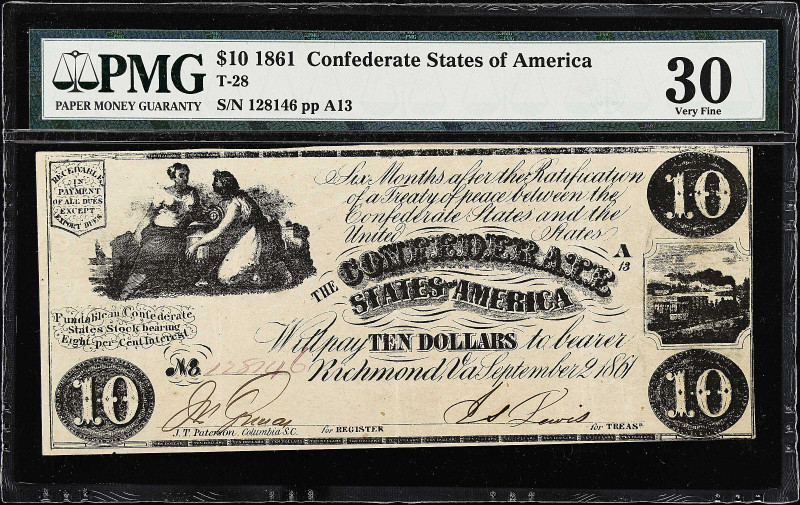 PMG
PAPER MONEY GUARANTY
$10 1861 Confederate States of America
T-28
S/N 128146 pp A13
30
Very Fine
RECEIVABLE
IN
PAYMENT
OF ALL DUES
EXCEPT
EXPORT DUES
Six Months after the Ratification
of a Treaty of peace between the
Confederate States and the
United States
A
13
10
THE CONFEDERATE
STATES OF AMERICA
Fundable in Confederate
States Stock bearing
Eight per Cent Interest
Will pay TEN DOLLARS to bearer
No 128146
Richmond, Va September 2 1861
10
10
J.T. Paterson Columbia S.C.
for REGISTER
for TREASR